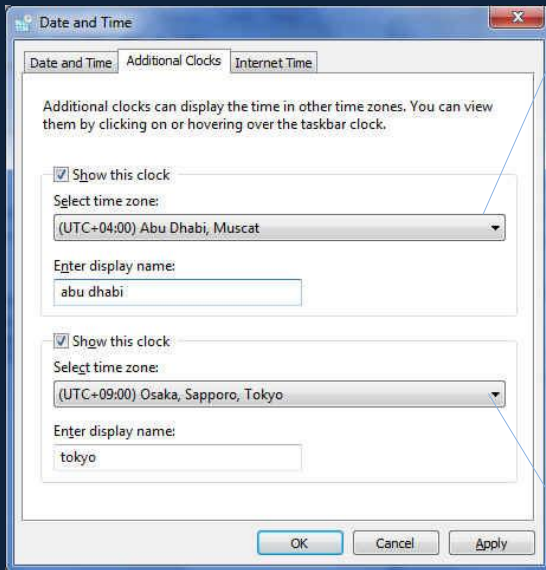 Date and Time
Date and Time Additional Clocks Internet Time
Additional clocks can display the time in other time zones. You can view
them by clicking on or hovering over the taskbar clock.
Show this clock
Select time zone:
(UTC+04:00) Abu Dhabi, Muscat
Enter display name:
abu dhabi
Show this clock
Select time zone:
(UTC+09:00) Osaka, Sapporo, Tokyo
Enter display name:
tokyo
OK Cancel Apply